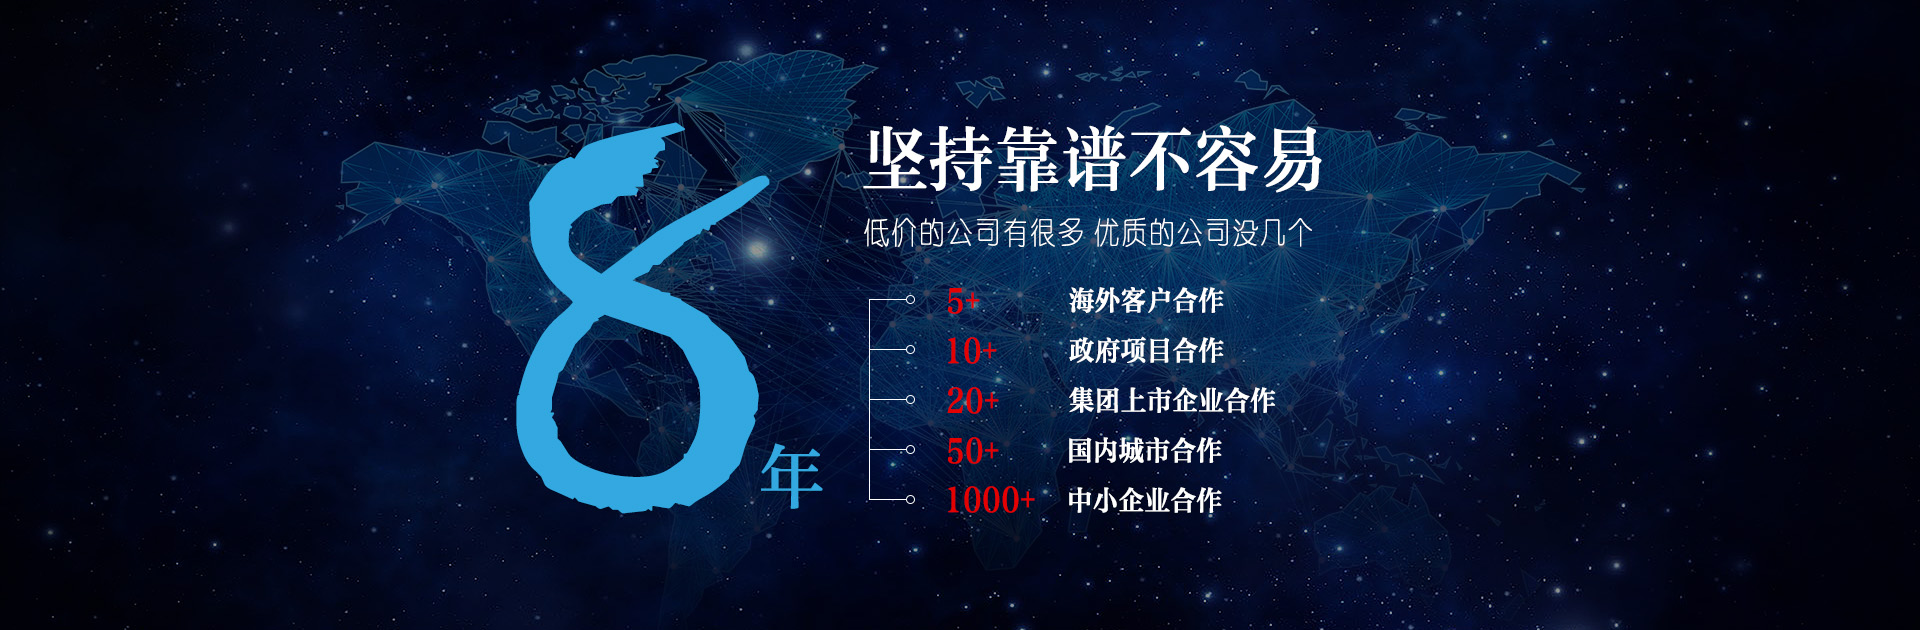 8年
坚持靠谱不容易
低价的公司有很多 优质的公司没几个
5+ 海外客户合作
10+ 政府项目合作
20+ 集团上市企业合作
50+ 国内城市合作
1000+ 中小企业合作